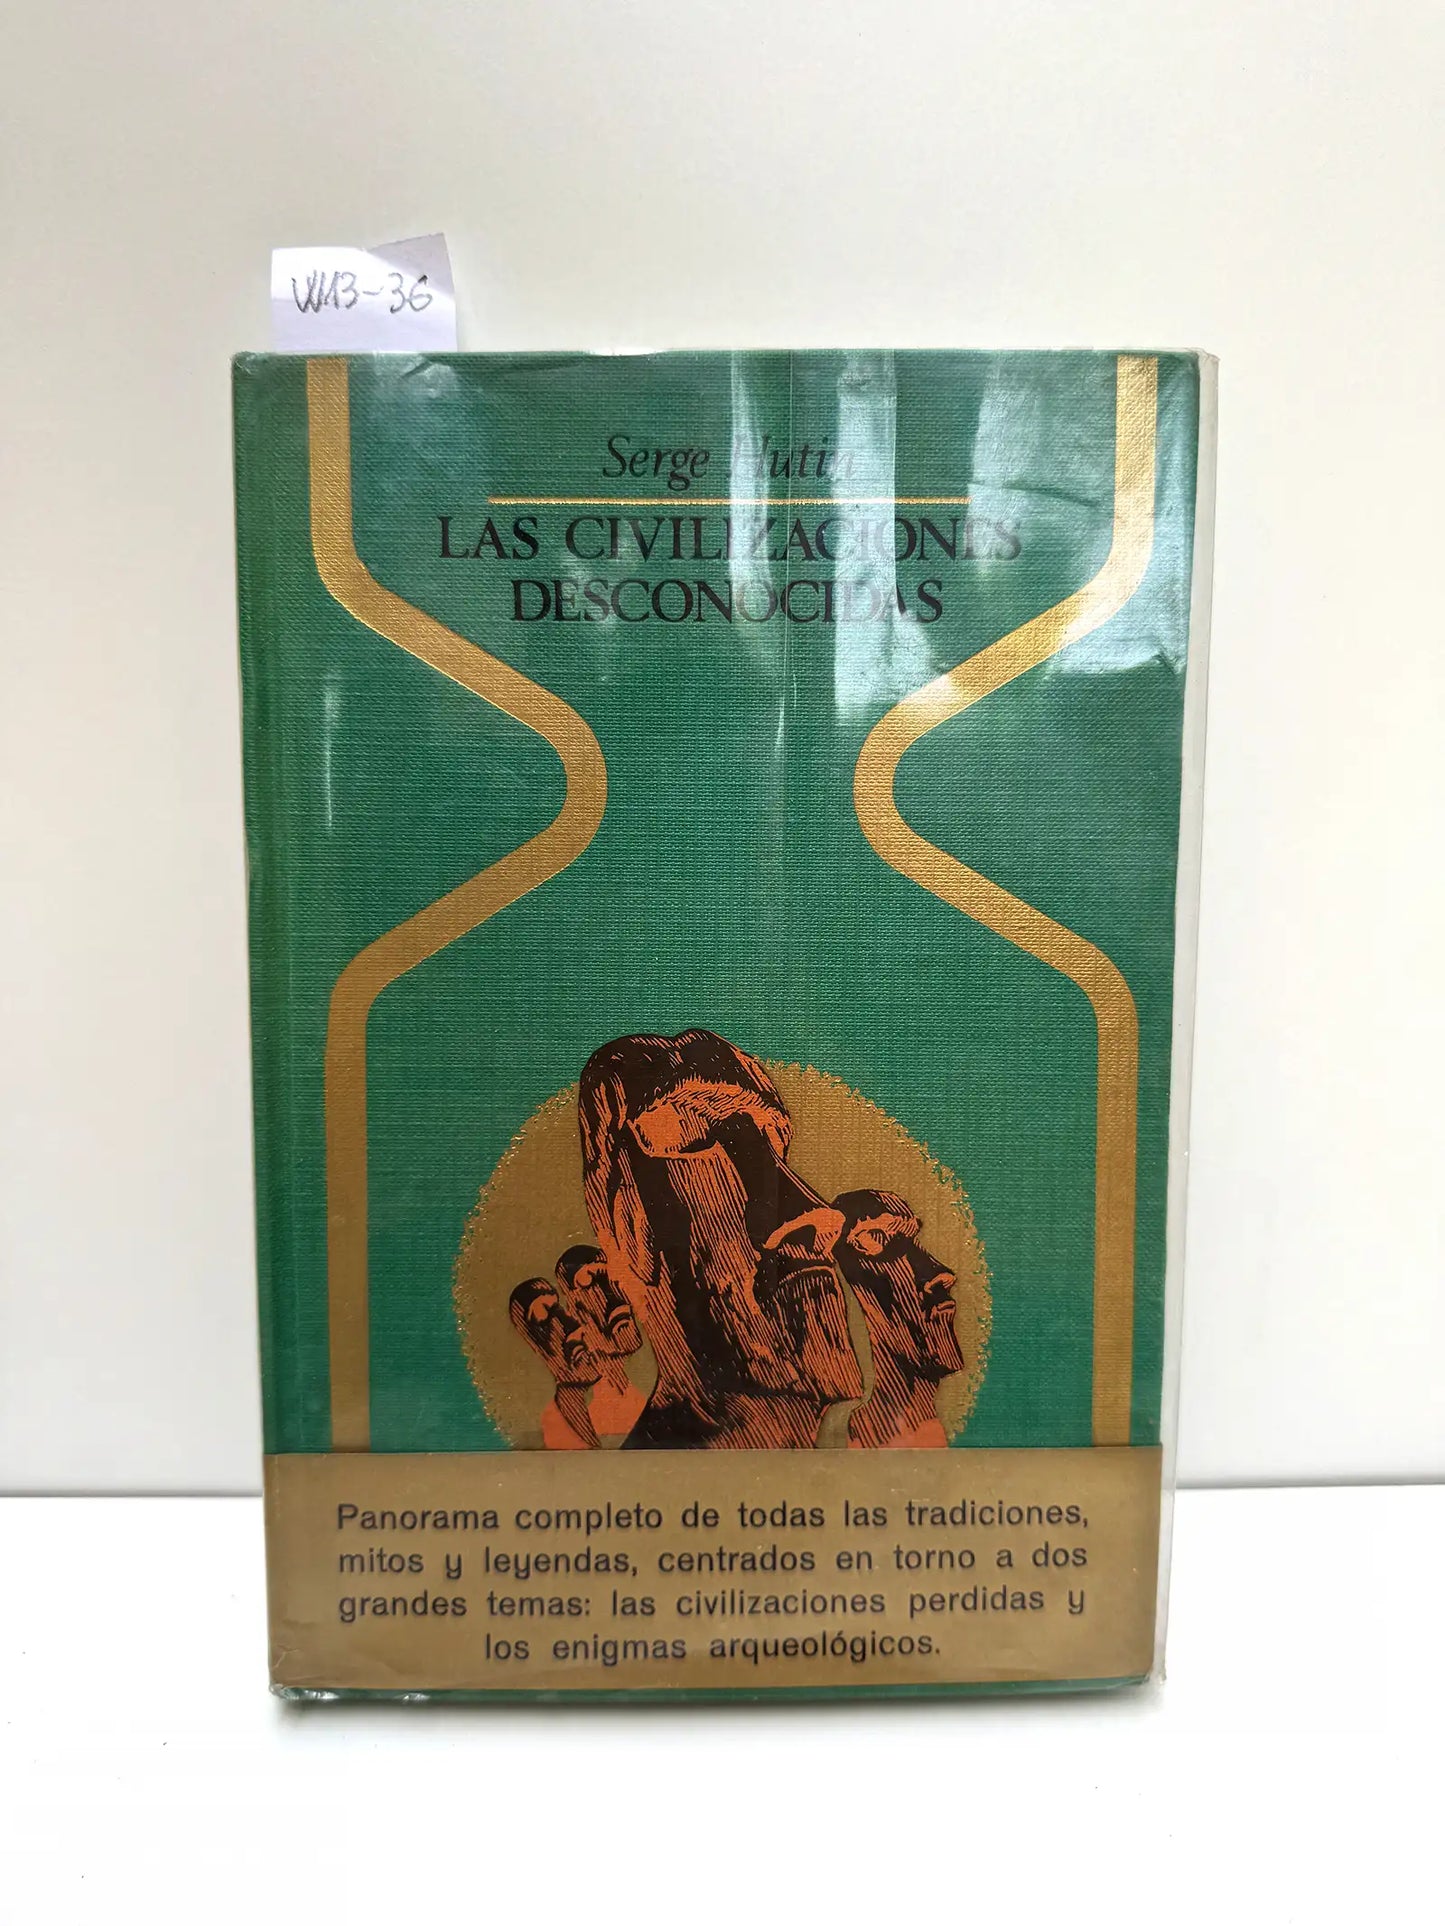 W13-36
Serge Hutin
LAS CIVILIZACIONES
DESCONOCIDAS
Panorama completo de todas las tradiciones,
mitos y leyendas, centrados en torno a dos
grandes temas: las civilizaciones perdidas y
los enigmas arqueológicos.